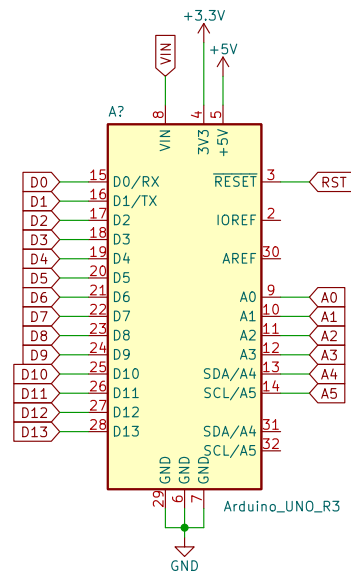 +3.3V
+5V
VIN
A?
8
4
5
VIN
3V3
+5V
D0 15 D0/RX RESET 3 RST
D1 16 D1/TX
D2 17 D2 IOREF 2
D3 18 D3
D4 19 D4 AREF 30
D5 20 D5
D6 21 D6 A0 9 A0
D7 22 D7 A1 10 A1
D8 23 D8 A2 11 A2
D9 24 D9 A3 12 A3
D10 25 D10 SDA/A4 13 A4
D11 26 D11 SCL/A5 14 A5
D12 27 D12
D13 28 D13 SDA/A4 31
SCL/A5 32
GND
GND
GND
29
6
7
Arduino_UNO_R3
GND